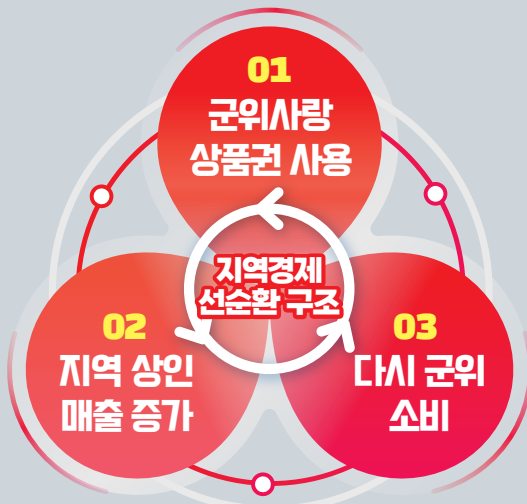 01
군위사랑
상품권 사용
지역경제
선순환 구조
02
지역 상인
매출 증가
03
다시 군위
소비